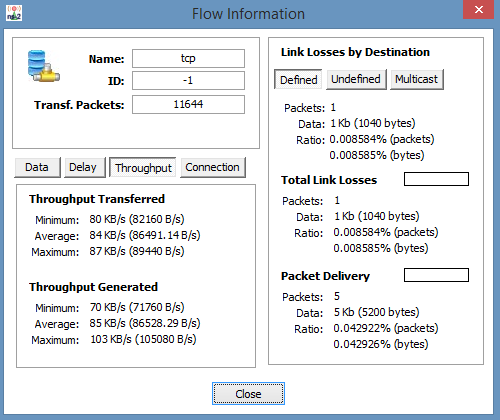 Flow Information
ns2
Name: tcp
ID: -1
Transf. Packets: 11644
Data Delay Throughput Connection
Throughput Transferred
Minimum: 80 KB/s (82160 B/s)
Average: 84 KB/s (86491.14 B/s)
Maximum: 87 KB/s (89440 B/s)
Throughput Generated
Minimum: 70 KB/s (71760 B/s)
Average: 85 KB/s (86528.29 B/s)
Maximum: 103 KB/s (105080 B/s)
Link Losses by Destination
Defined Undefined Multicast
Packets: 1
Data: 1 Kb (1040 bytes)
Ratio: 0.008584% (packets)
0.008585% (bytes)
Total Link Losses
Packets: 1
Data: 1 Kb (1040 bytes)
Ratio: 0.008584% (packets)
0.008585% (bytes)
Packet Delivery
Packets: 5
Data: 5 Kb (5200 bytes)
Ratio: 0.042922% (packets)
0.042926% (bytes)
Close